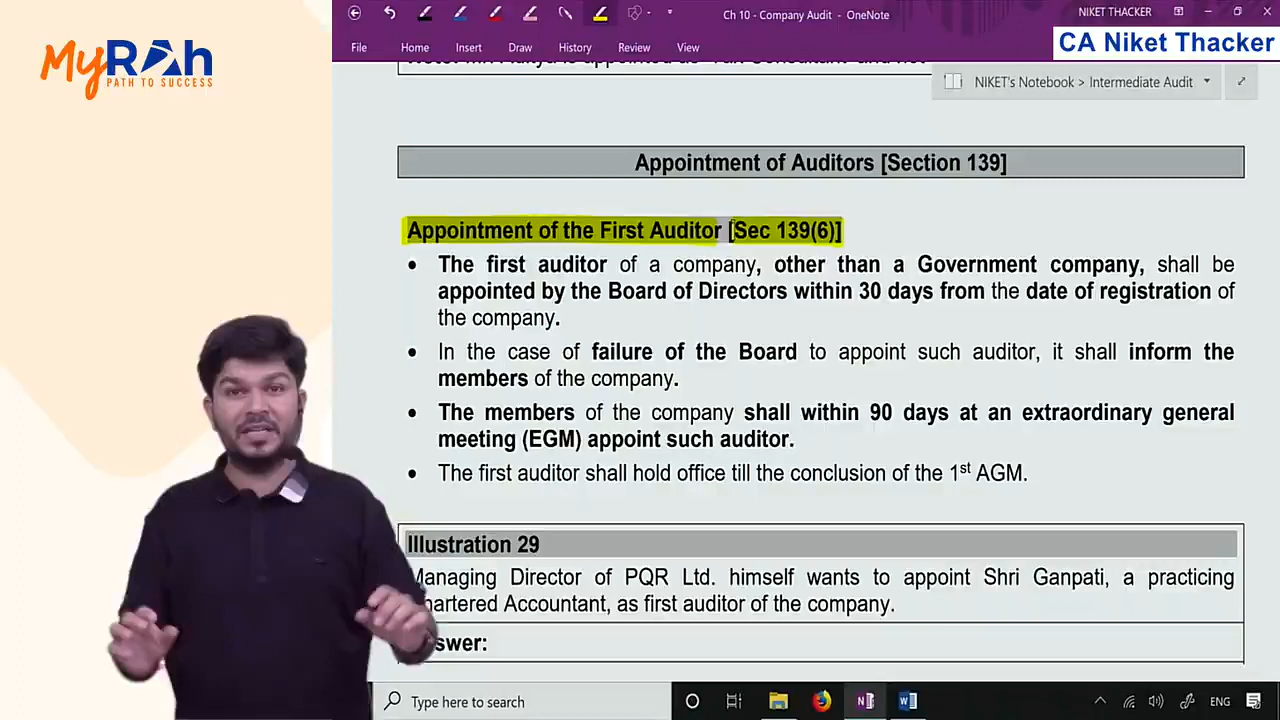 MyRAh
PATH TO SUCCESS
Ch 10 - Company Audit - OneNote
NIKET THACKER
CA Niket Thacker
File Home Insert Draw History Review View
NIKET's Notebook > Intermediate Audit
Appointment of Auditors [Section 139]
Appointment of the First Auditor [Sec 139(6)]
• The first auditor of a company, other than a Government company, shall be
appointed by the Board of Directors within 30 days from the date of registration of
the company.
• In the case of failure of the Board to appoint such auditor, it shall inform the
members of the company.
• The members of the company shall within 90 days at an extraordinary general
meeting (EGM) appoint such auditor.
• The first auditor shall hold office till the conclusion of the 1st AGM.
Illustration 29
Managing Director of PQR Ltd. himself wants to appoint Shri Ganpati, a practicing
hartered Accountant, as first auditor of the company.
swer:
Type here to search
ENG